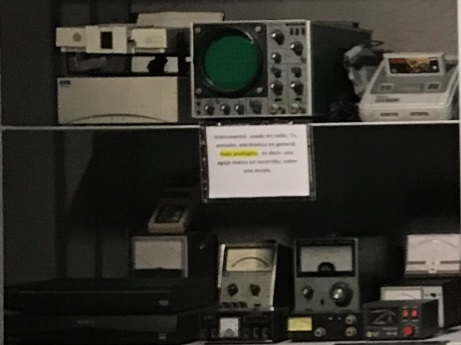 Instrumental usado en radio, Tv,
emisión, electrónica en general,
todo analógico, es decir una
aguja marca un recorrido, sobre
una escala.